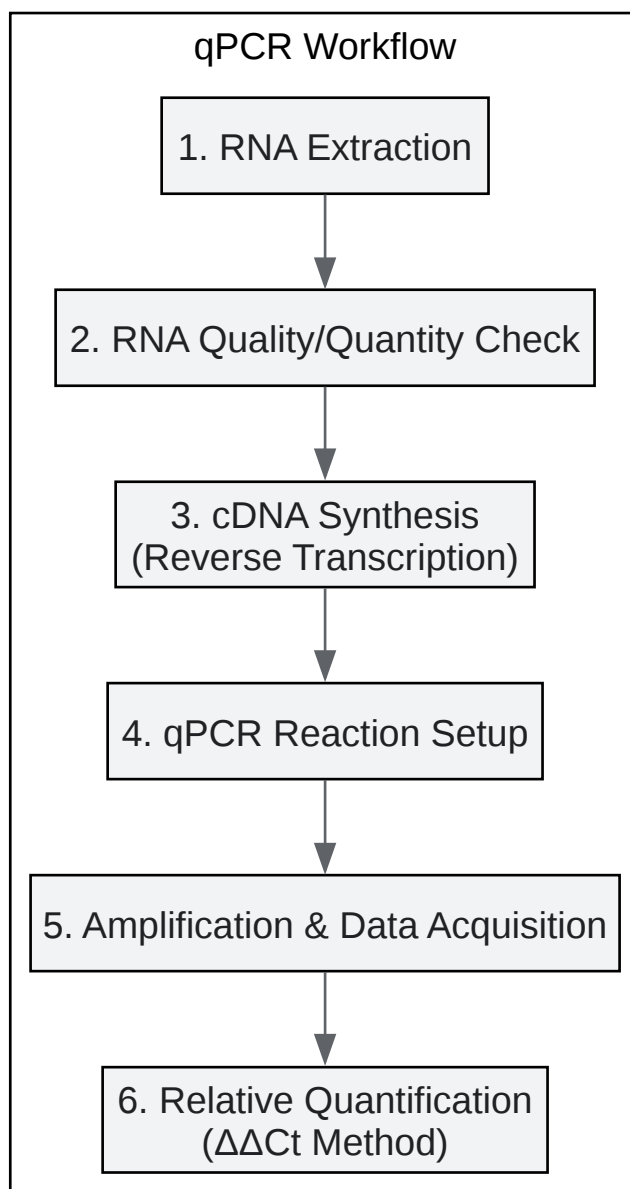 qPCR Workflow
1. RNA Extraction
2. RNA Quality/Quantity Check
3. cDNA Synthesis
(Reverse Transcription)
4. qPCR Reaction Setup
5. Amplification & Data Acquisition
6. Relative Quantification
(ΔΔCt Method)